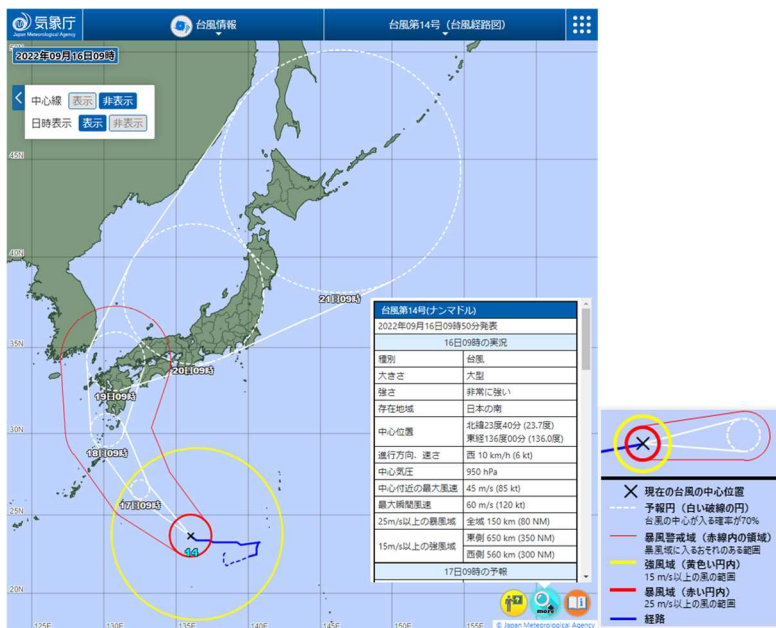 気象庁
Japan Meteorological Agency
台風情報
台風第14号(台風経路図)
2022年09月16日09時
中心線 表示 非表示
日時表示 表示 非表示
45N
40N
35N
30N
25N
20N
21日09時
20日09時
19日09時
18日09時
17日09時
14
台風第14号(ナンマドル)
2022年09月16日09時50分発表
16日09時の実況
種別 台風
大きさ 大型
強さ 非常に強い
存在地域 日本の南
中心位置 北緯23度40分 (23.7度)
東経136度00分 (136.0度)
進行方向、速さ 西 10 km/h (6 kt)
中心気圧 950 hPa
中心付近の最大風速 45 m/s (85 kt)
最大瞬間風速 60 m/s (120 kt)
25m/s以上の暴風域 全域 150 km (80 NM)
15m/s以上の強風域 東側 650 km (350 NM)
西側 560 km (300 NM)
17日09時の予報
more
125E 130E 135E 140E 145E 150E 155E
© Japan Meteorological Agency
現在の台風の中心位置
予報円(白い破線の円)
台風の中心が入る確率が70%
暴風警戒域(赤線内の領域)
暴風域に入るおそれのある範囲
強風域(黄色い円内)
15 m/s以上の風の範囲
暴風域(赤い円内)
25 m/s以上の風の範囲
経路